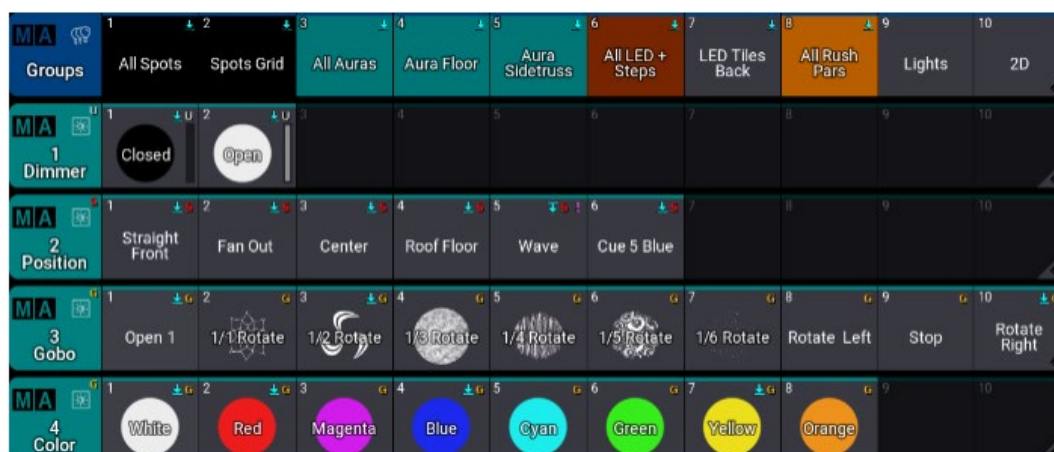 MA
Groups
1
All Spots
2
Spots Grid
3
All Auras
4
Aura Floor
5
Aura
Sidetruss
6
All LED +
Steps
7
LED Tiles
Back
8
All Rush
Pars
9
Lights
10
2D
MA
U
1
Dimmer
1
U
Closed
2
U
Open
3
4
5
6
7
8
9
10
MA
S
2
Position
1
S
Straight
Front
2
S
Fan Out
3
S
Center
4
S
Roof Floor
5
S
Wave
6
S
Cue 5 Blue
7
8
9
10
MA
G
3
Gobo
1
G
Open 1
2
G
1/1 Rotate
3
G
1/2 Rotate
4
G
1/3 Rotate
5
G
1/4 Rotate
6
G
1/5 Rotate
7
G
1/6 Rotate
8
G
Rotate Left
9
G
Stop
10
G
Rotate
Right
MA
G
4
Color
1
G
White
2
G
Red
3
G
Magenta
4
G
Blue
5
G
Cyan
6
G
Green
7
G
Yellow
8
G
Orange
9
10